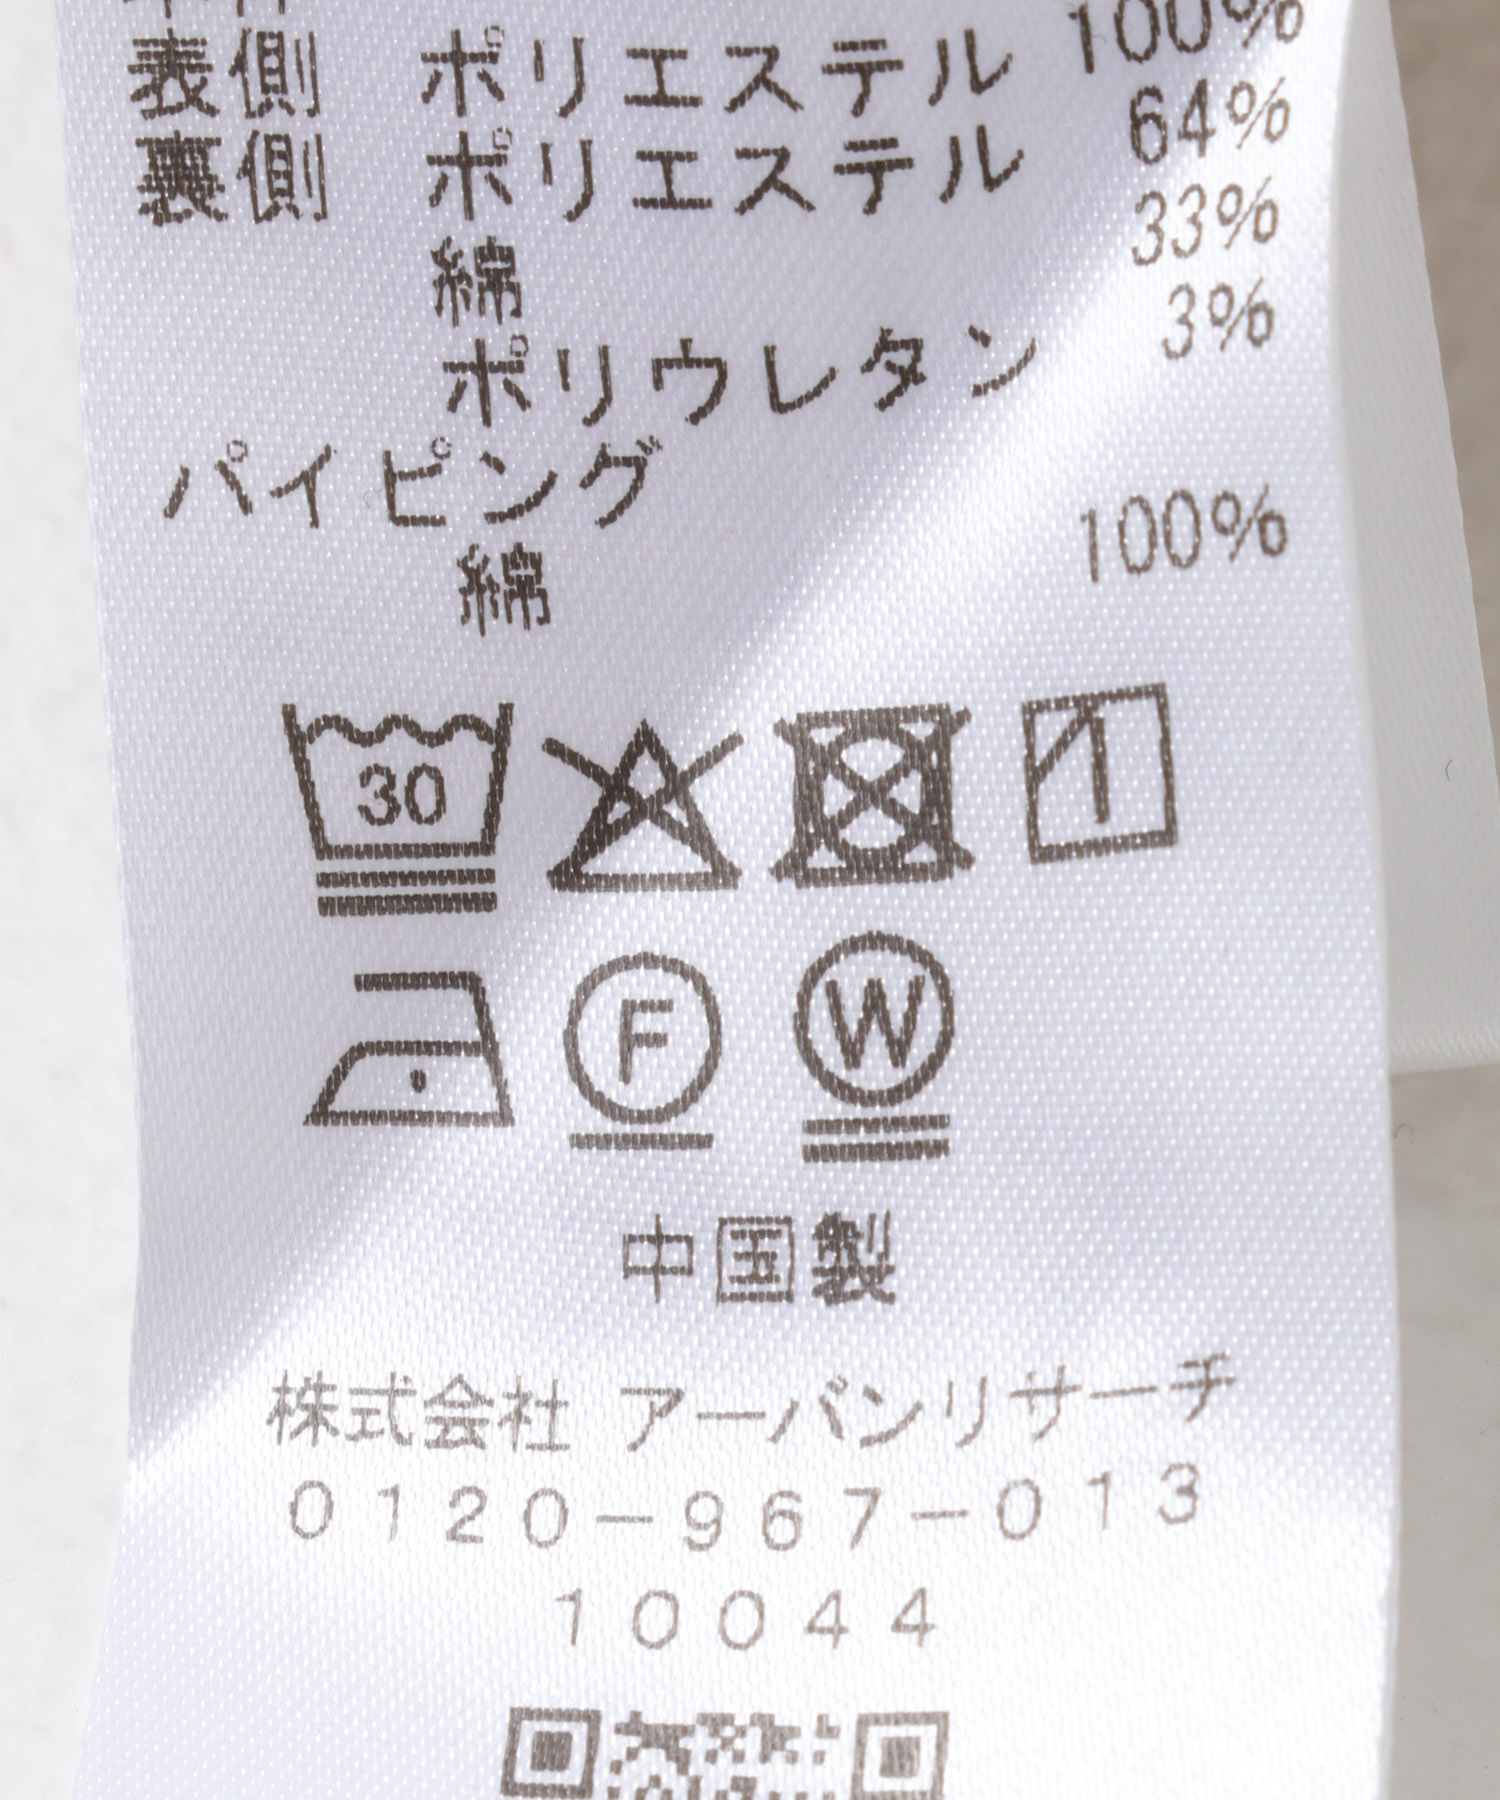 表側 ポリエステル 100%
裏側 ポリエステル 64%
綿 33%
ポリウレタン 3%
パイピング
綿 100%
30
F W
中国製
株式会社 アーバンリサーチ
0120-967-013
10044